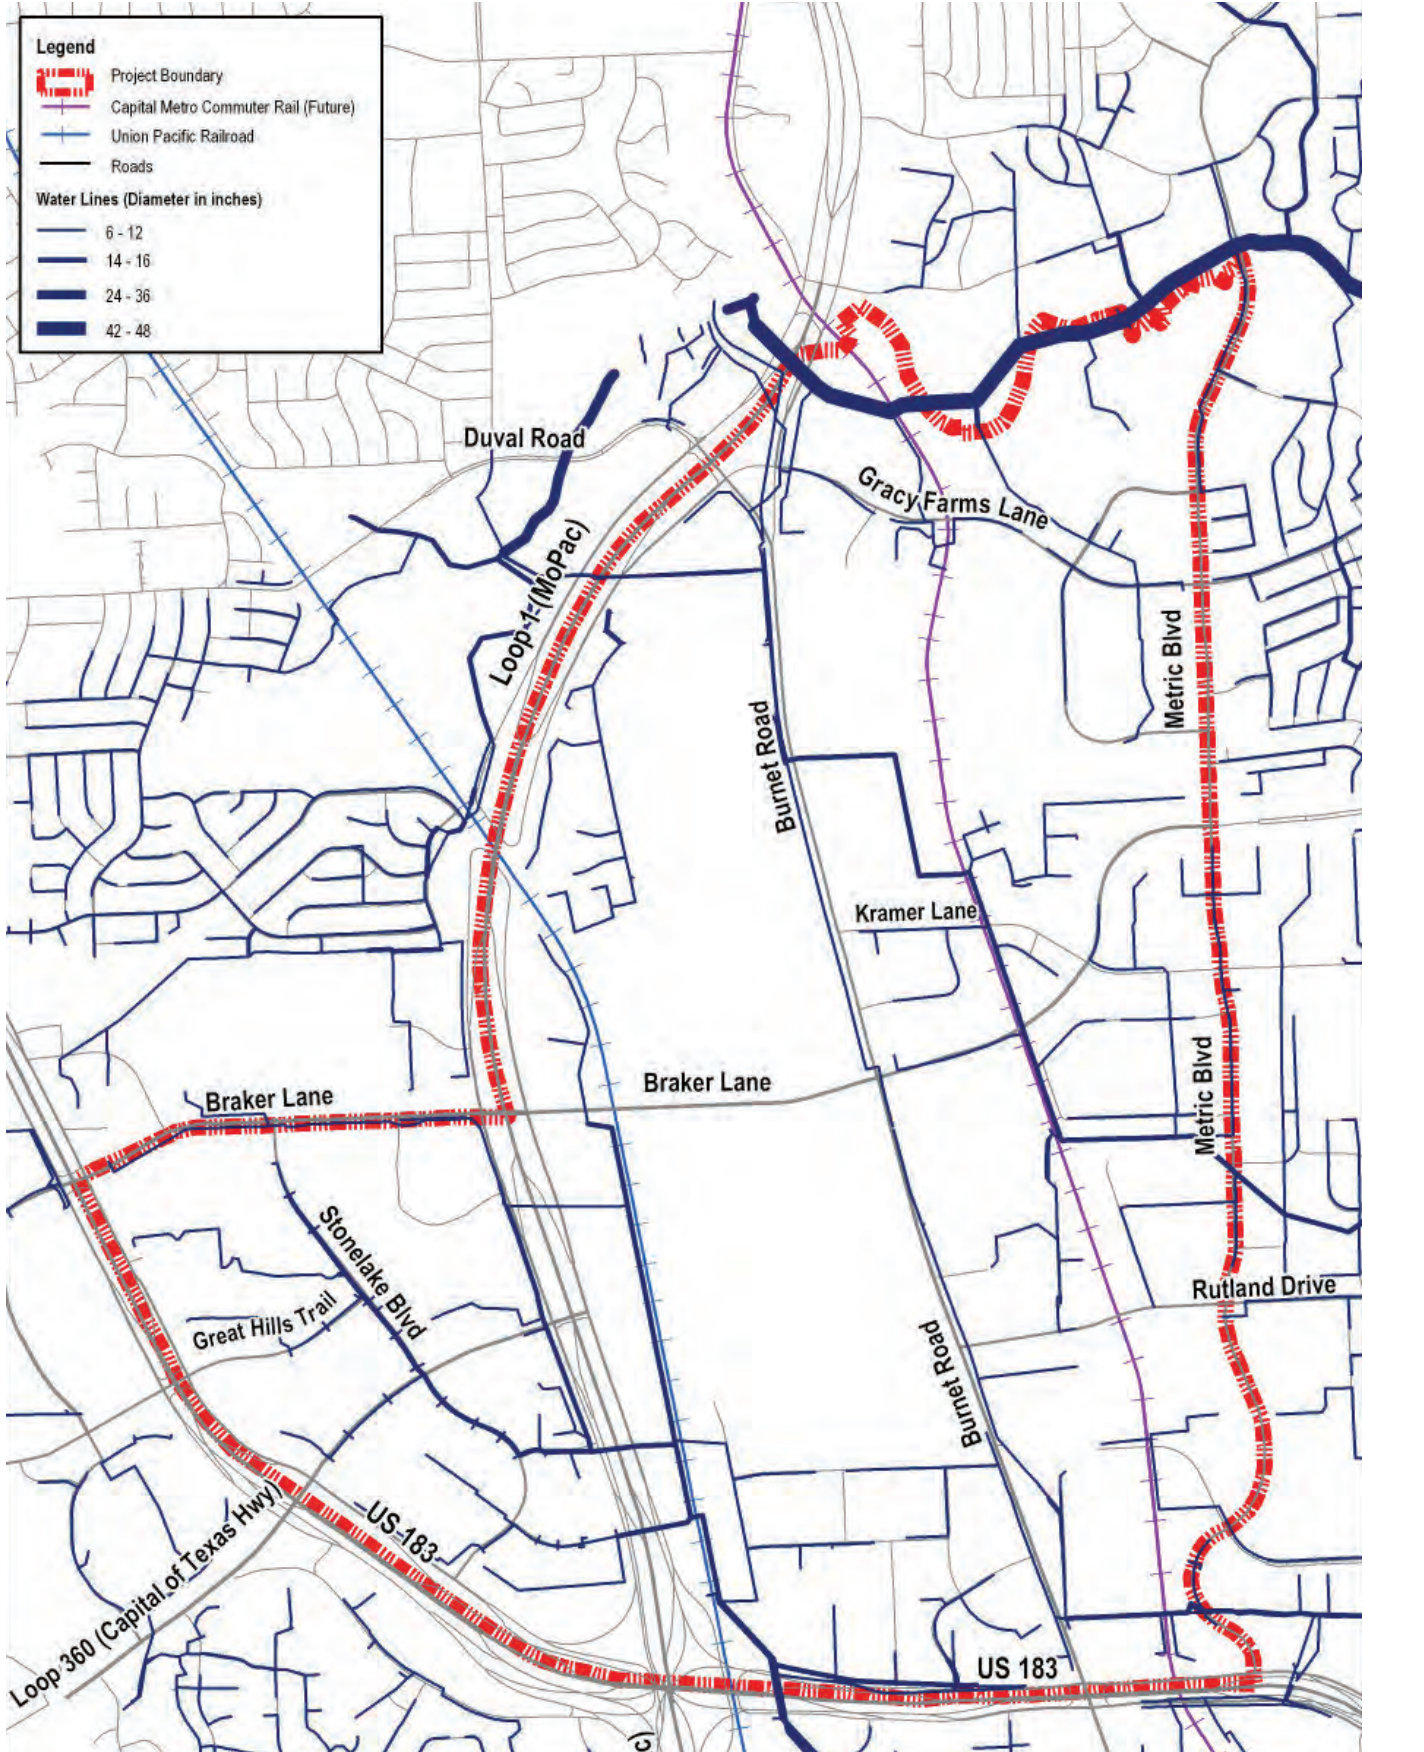 Legend
Project Boundary
Capital Metro Commuter Rail (Future)
Union Pacific Railroad
Roads
Water Lines (Diameter in inches)
6 - 12
14 - 16
24 - 36
42 - 48
Duval Road
Gracy Farms Lane
Loop 1 (MoPac)
Metric Blvd
Burnet Road
Kramer Lane
Braker Lane
Metric Blvd
Braker Lane
Stonelake Blvd
Great Hills Trail
Rutland Drive
Burnet Road
US 183
Loop 360 (Capital of Texas Hwy)
US 183